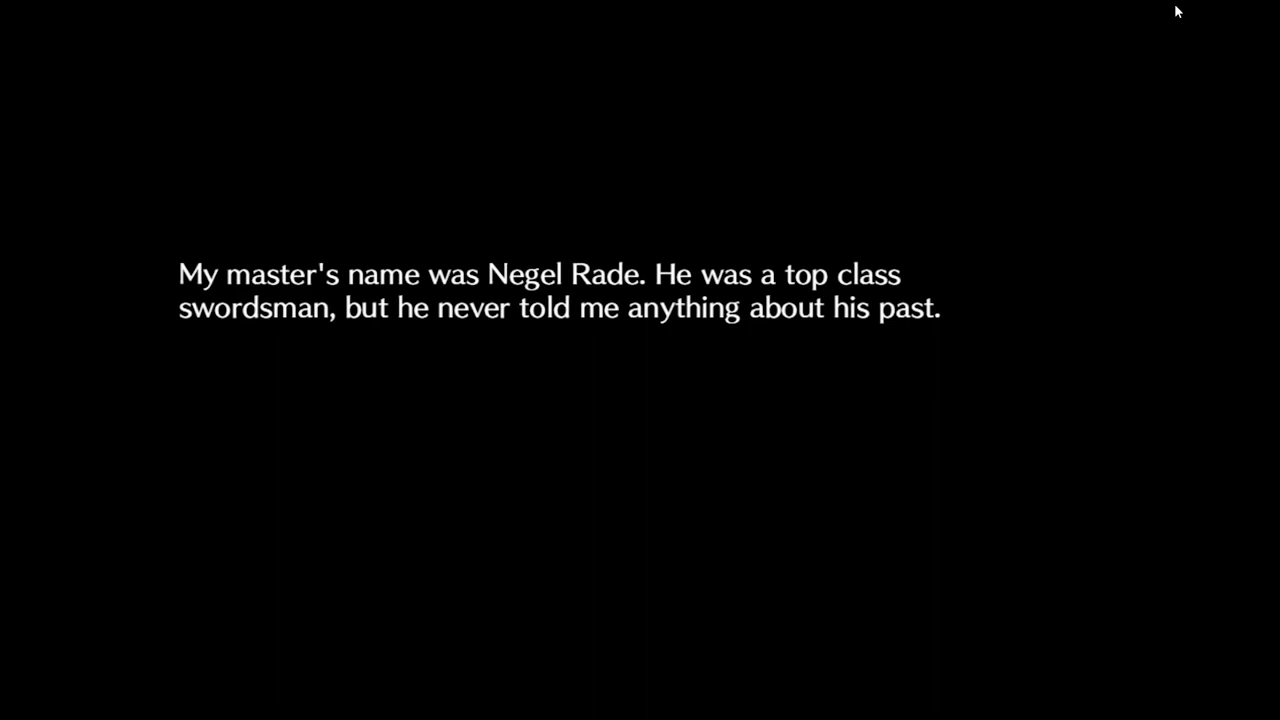 My master's name was Negel Rade. He was a top class
swordsman, but he never told me anything about his past.